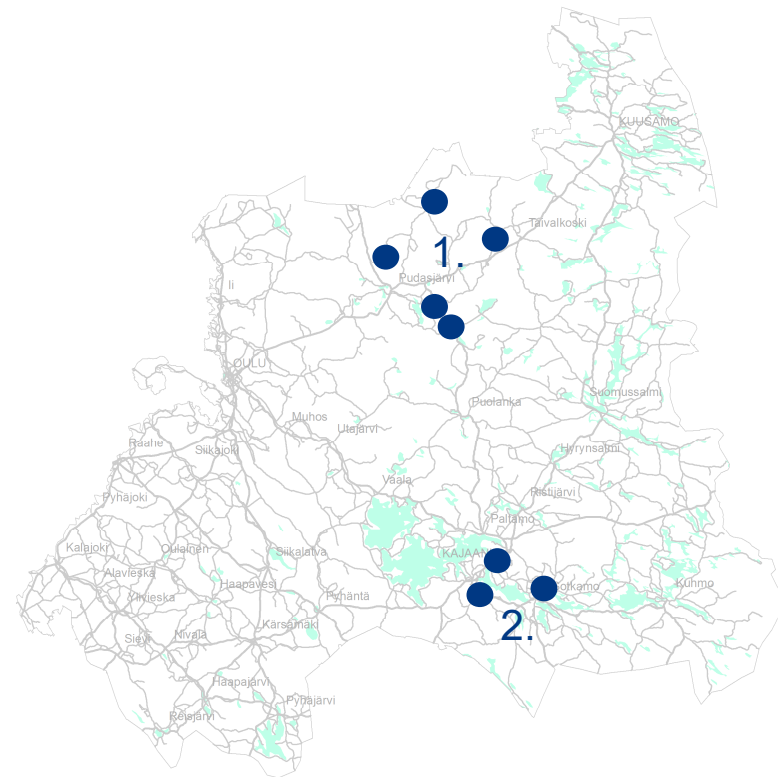 KUUSAMO
Taivalkoski
1.
Pudasjärvi
Ii
OULU
Suomussalmi
Puolanka
Muhos
Utajärvi
Raahe
Siikajoki
Hyrynsalmi
Vaala
Ristijärvi
Pyhäjoki
Paltamo
Kalajoki
Oulainen
Siikalatva
KAJAANI
Alavieska
Haapavesi
otkamo
Kuhmo
Ylivieska
Pyhäntä
Kärsämäki
2.
Sievi
Nivala
Haapajärvi
Pyhäjärvi
Reisjärvi